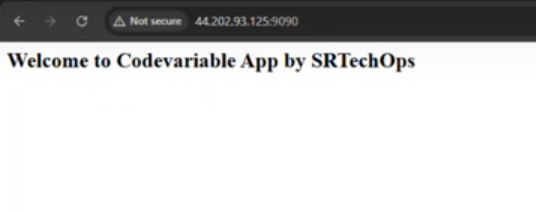 Not secure 44.202.93.125:9090
Welcome to Codevariable App by SRTechOps